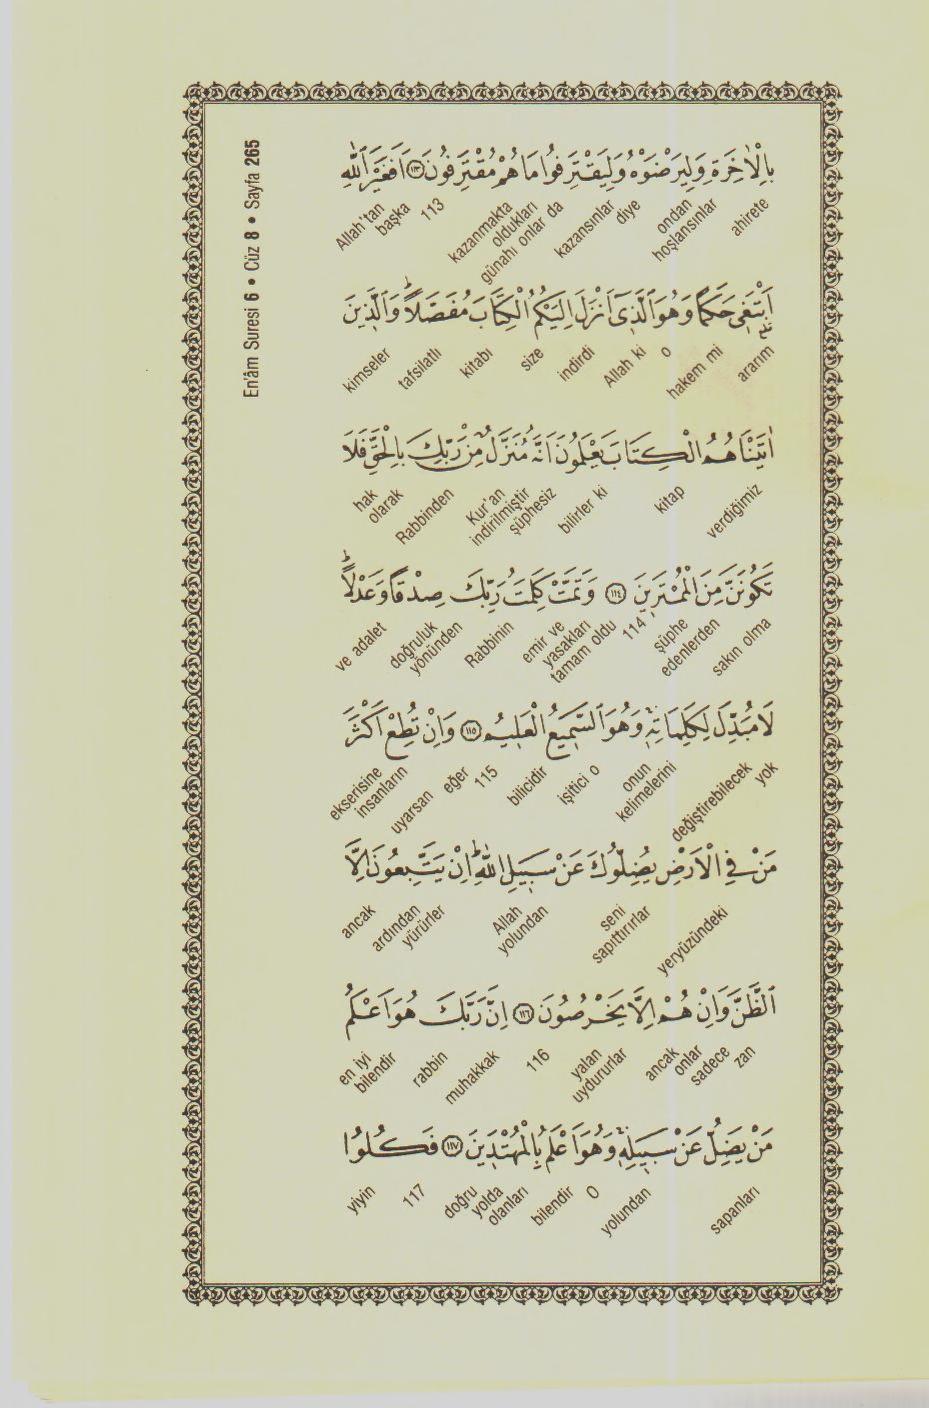 En'âm Suresi 6 • Cüz 8 • Sayfa 265
بِالْاٰخِرَةِ وَلِيَرْضَوْهُ وَلِيَقْتَرِفُوا مَا هُمْ مُقْتَرِفُونَ ﴿١١٣﴾ اَفَغَيْرَ اللّٰهِ
ahirete ondan hoşlansınlar diye kazansınlar günahı onlar da oldukları kazanmakta 113 başka Allah'tan
اَبْتَغ۪ي حَكَمًا وَهُوَ الَّذ۪ٓي اَنْزَلَ اِلَيْكُمُ الْكِتَابَ مُفَصَّلًاۜ وَالَّذ۪ينَ
ararım hakem mi o Allah ki indirdi size kitabı tafsilatlı kimseler
اٰتَيْنَاهُمُ الْكِتَابَ يَعْلَمُونَ اَنَّهُ مُنَزَّلٌ مِنْ رَبِّكَ بِالْحَقِّ فَلَا
verdiğimiz kitap bilirler ki şüphesiz indirilmiştir Kur'an Rabbinden hak olarak
تَكُونَنَّ مِنَ الْمُمْتَر۪ينَ ﴿١١٤﴾ وَتَمَّتْ كَلِمَتُ رَبِّكَ صِدْقًا وَعَدْلًاۜ
sakın olma şüphe edenlerden 114 tamam oldu emir ve yasakları Rabbinin doğruluk yönünden ve adalet
لَا مُبَدِّلَ لِكَلِمَاتِه۪ۚ وَهُوَ السَّم۪يعُ الْعَل۪يمُ ﴿١١٥﴾ وَاِنْ تُطِعْ اَكْثَرَ
yok değiştirebilecek onun kelimelerini işitici o bilicidir 115 eğer uyarsan insanların ekserisine
مَنْ فِي الْاَرْضِ يُضِلُّوكَ عَنْ سَب۪يلِ اللّٰهِۜ اِنْ يَتَّبِعُونَ اِلَّا
yeryüzündeki seni sapıttırırlar Allah yolundan ardından yürürler ancak
الظَّنَّ وَاِنْ هُمْ اِلَّا يَخْرُصُونَ ﴿١١٦﴾ اِنَّ رَبَّكَ هُوَ اَعْلَمُ
zan sadece onlar ancak yalan uydururlar 116 muhakkak rabbin en iyi bilendir
مَنْ يَضِلُّ عَنْ سَب۪يلِه۪ۚ وَهُوَ اَعْلَمُ بِالْمُهْتَد۪ينَ ﴿١١٧﴾ فَكُلُوا
sapanları yolundan O bilendir doğru yolda olanları 117 yiyin